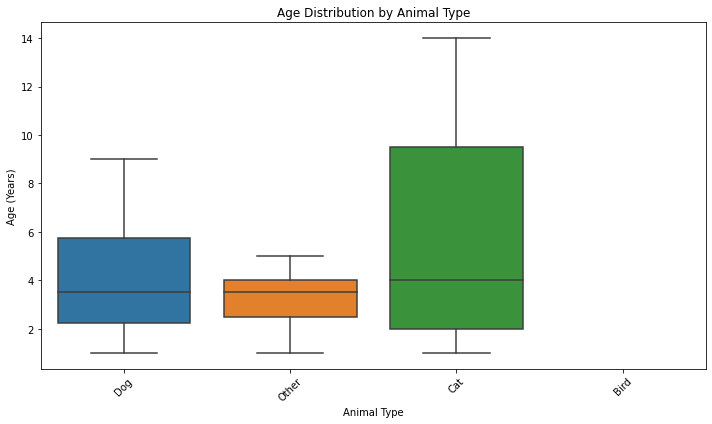 Age Distribution by Animal Type
14
12
10
8
6
4
2
Age (Years)
Dog
Other
Cat
Bird
Animal Type